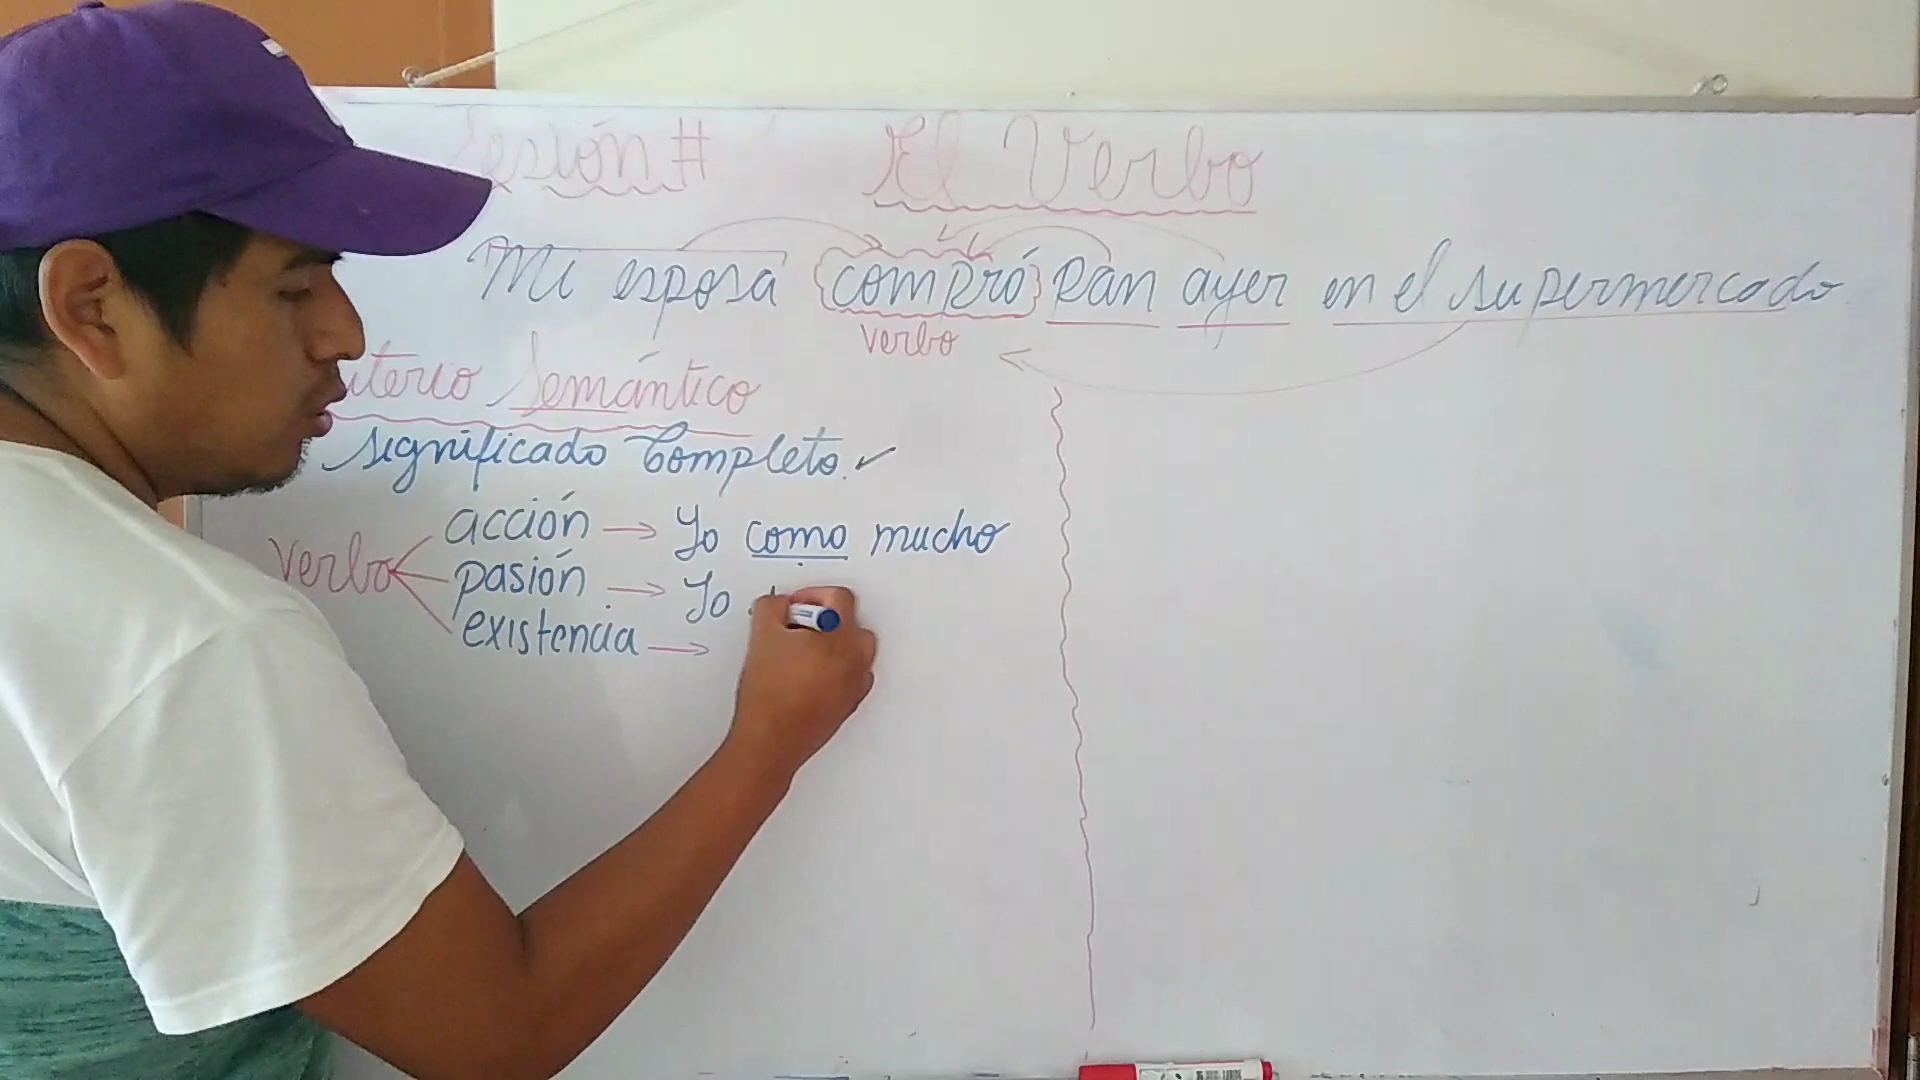 Sesión # El Verbo
Mi esposa {compró} pan ayer en el supermercado
verbo
Semántico
significado Completo. ✓
Verbo
acción → Yo como mucho
pasión → Yo
existencia →